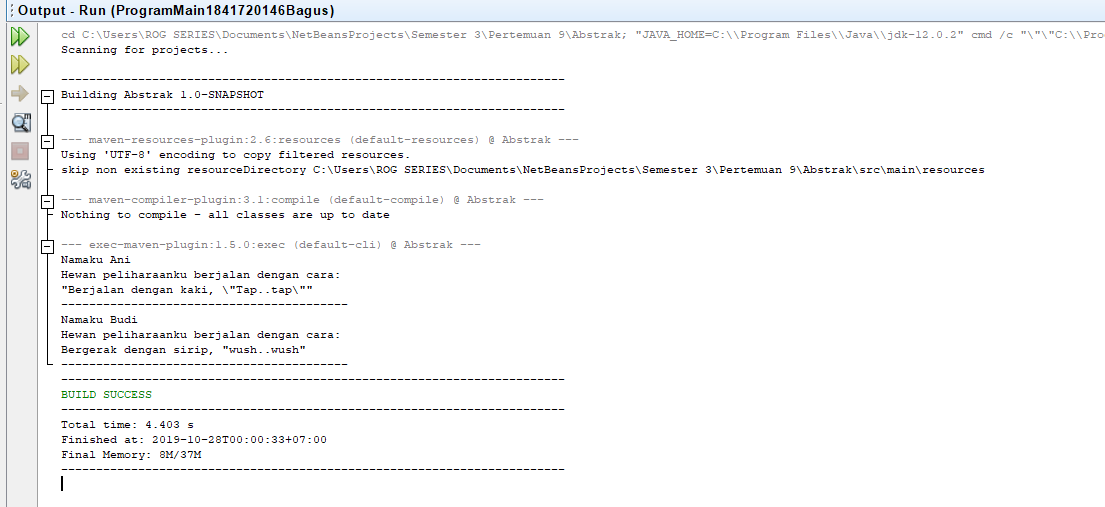 Output - Run (ProgramMain1841720146Bagus)
cd C:\Users\ROG SERIES\Documents\NetBeansProjects\Semester 3\Pertemuan 9\Abstrak; "JAVA_HOME=C:\\Program Files\\Java\\jdk-12.0.2" cmd /c "\"\"C:\\Pro
Scanning for projects...
------------------------------------------------------------------------
Building Abstrak 1.0-SNAPSHOT
------------------------------------------------------------------------
--- maven-resources-plugin:2.6:resources (default-resources) @ Abstrak ---
Using 'UTF-8' encoding to copy filtered resources.
skip non existing resourceDirectory C:\Users\ROG SERIES\Documents\NetBeansProjects\Semester 3\Pertemuan 9\Abstrak\src\main\resources
--- maven-compiler-plugin:3.1:compile (default-compile) @ Abstrak ---
Nothing to compile - all classes are up to date
--- exec-maven-plugin:1.5.0:exec (default-cli) @ Abstrak ---
Namaku Ani
Hewan peliharaanku berjalan dengan cara:
"Berjalan dengan kaki, \"Tap..tap\""
-----------------------------------------
Namaku Budi
Hewan peliharaanku berjalan dengan cara:
Bergerak dengan sirip, "wush..wush"
-----------------------------------------
------------------------------------------------------------------------
BUILD SUCCESS
------------------------------------------------------------------------
Total time: 4.403 s
Finished at: 2019-10-28T00:00:33+07:00
Final Memory: 8M/37M
------------------------------------------------------------------------